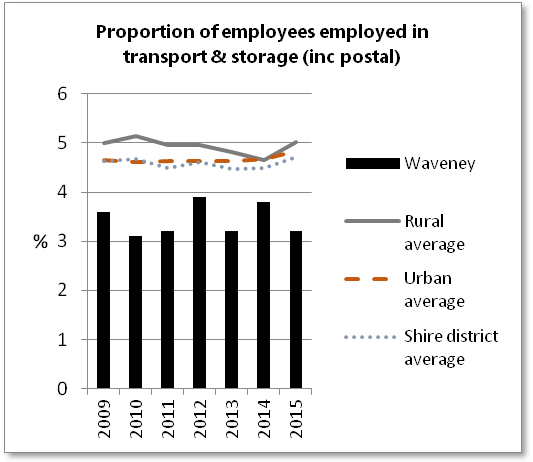 Proportion of employees employed in
transport & storage (inc postal)
6
5
4
3
2
1
0
%
2009
2010
2011
2012
2013
2014
2015
Waveney
Rural
average
Urban
average
Shire district
average